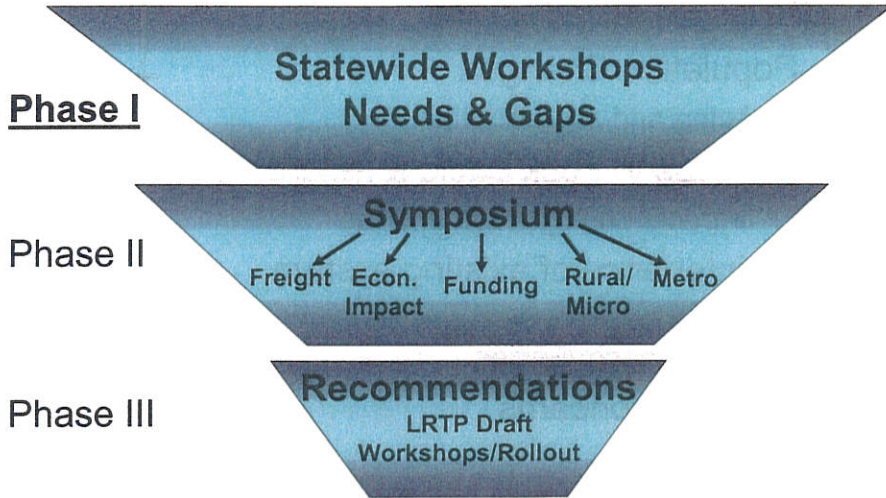 Statewide Workshops
Phase I
Needs & Gaps
Symposium
Phase II
Freight Econ. Impact Funding Rural/ Micro Metro
Recommendations
Phase III
LRTP Draft
Workshops/Rollout